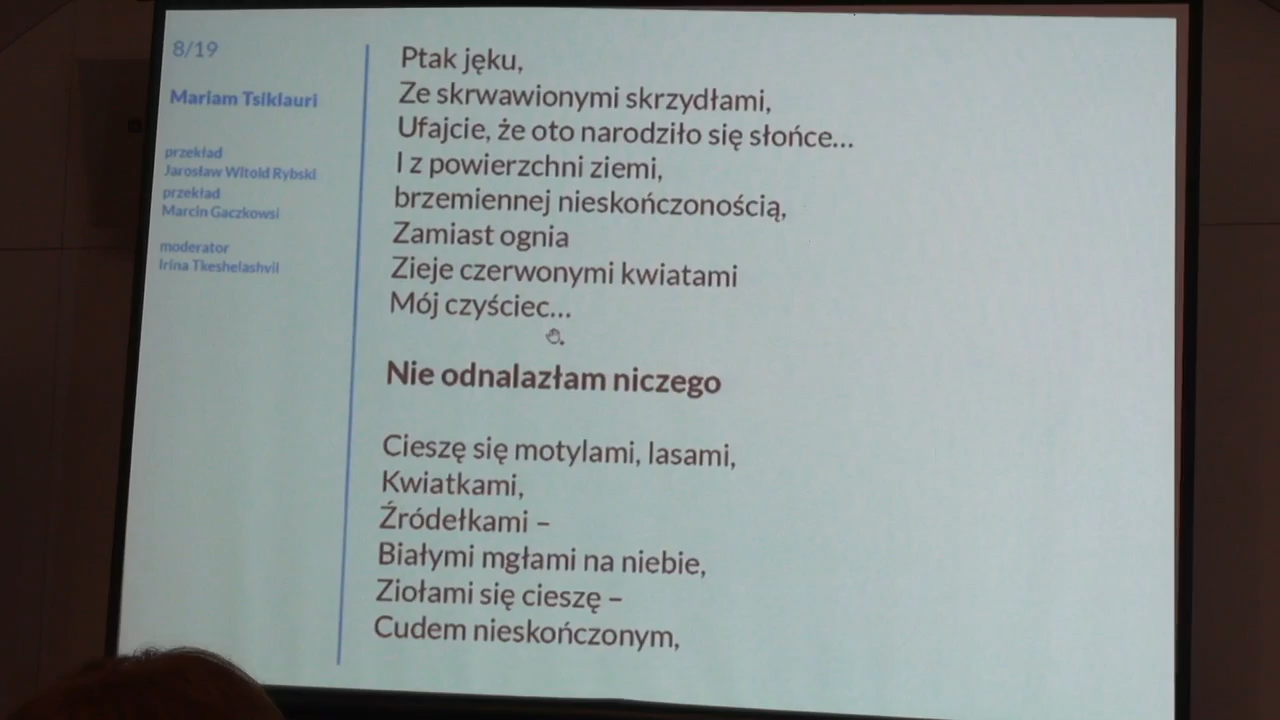 8/19
Mariam Tsiklauri
przekład
Jarosław Witold Rybski
przekład
Marcin Gaczkowsi
moderator
Irina Tkeshelashvil
Ptak jęku,
Ze skrwawionymi skrzydłami,
Ufajcie, że oto narodziło się słońce...
I z powierzchni ziemi,
brzemiennej nieskończonością,
Zamiast ognia
Zieje czerwonymi kwiatami
Mój czyściec...
Nie odnalazłam niczego
Cieszę się motylami, lasami,
Kwiatkami,
Źródełkami –
Białymi mgłami na niebie,
Ziołami się cieszę –
Cudem nieskończonym,